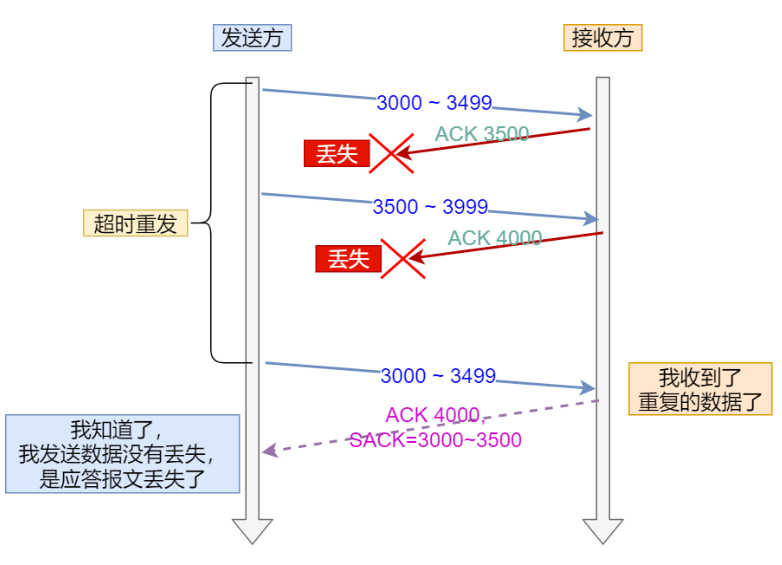 发送方
接收方
3000 ~ 3499
ACK 3500
丢失
3500 ~ 3999
超时重发
ACK 4000
丢失
3000 ~ 3499
我收到了
重复的数据了
ACK 4000,
SACK=3000~3500
我知道了，
我发送数据没有丢失，
是应答报文丢失了